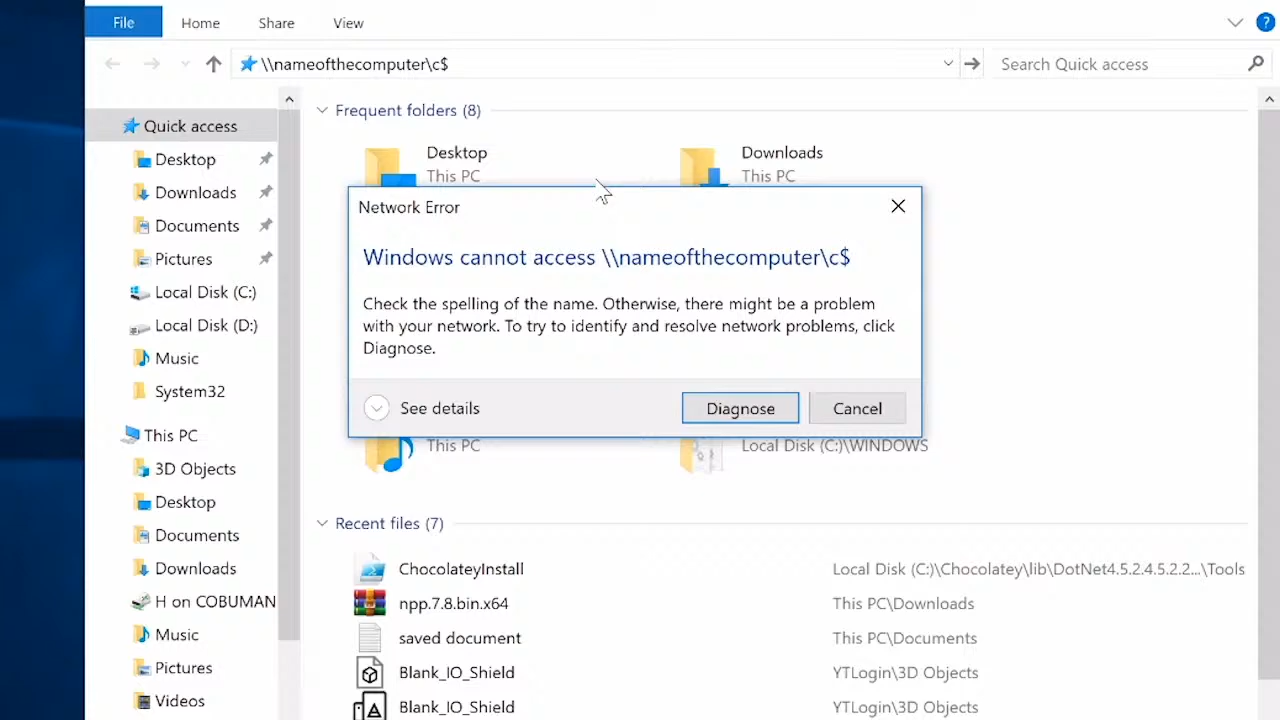 File Home Share View
\\nameofthecomputer\c$ Search Quick access
Quick access
Desktop
Downloads
Documents
Pictures
Local Disk (C:)
Local Disk (D:)
Music
System32
This PC
3D Objects
Desktop
Documents
Downloads
H on COBUMAN
Music
Pictures
Videos
Frequent folders (8)
Desktop
This PC
Downloads
This PC
Network Error
Windows cannot access \\nameofthecomputer\c$
Check the spelling of the name. Otherwise, there might be a problem
with your network. To try to identify and resolve network problems, click
Diagnose.
See details Diagnose Cancel
This PC
Local Disk (C:)\WINDOWS
Recent files (7)
ChocolateyInstall Local Disk (C:)\Chocolatey\lib\DotNet4.5.2.4.5.2.2...\Tools
npp.7.8.bin.x64 This PC\Downloads
saved document This PC\Documents
Blank_IO_Shield YTLogin\3D Objects
Blank_IO_Shield YTLogin\3D Objects